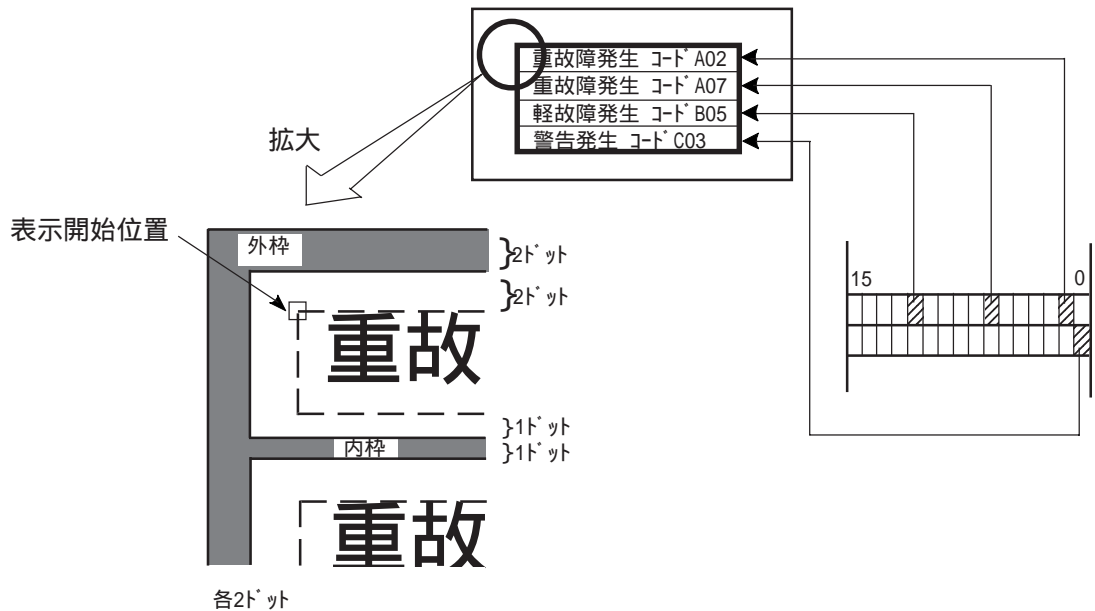 重故障発生 ｺｰﾄﾞA02
重故障発生 ｺｰﾄﾞA07
軽故障発生 ｺｰﾄﾞB05
警告発生 ｺｰﾄﾞC03
拡大
表示開始位置
外枠
}2ﾄﾞｯﾄ
}2ﾄﾞｯﾄ
重故
}1ﾄﾞｯﾄ
内枠
}1ﾄﾞｯﾄ
重故
各2ﾄﾞｯﾄ
15 0